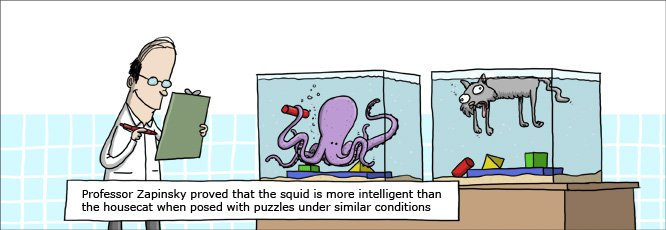 Professor Zapinsky proved that the squid is more intelligent than
the housecat when posed with puzzles under similar conditions